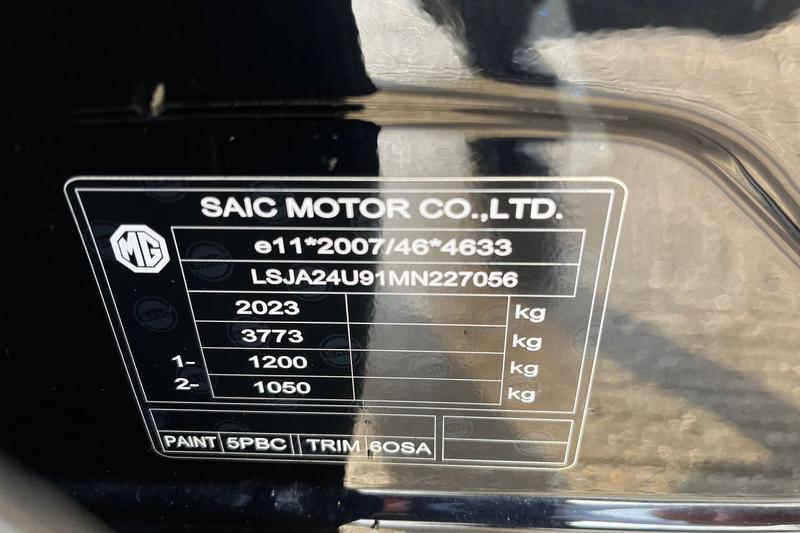 SAIC MOTOR CO.,LTD.
MG
e11*2007/46*4633
LSJA24U91MN227056
2023 kg
3773 kg
1- 1200 kg
2- 1050 kg
PAINT 5PBC TRIM 6OSA